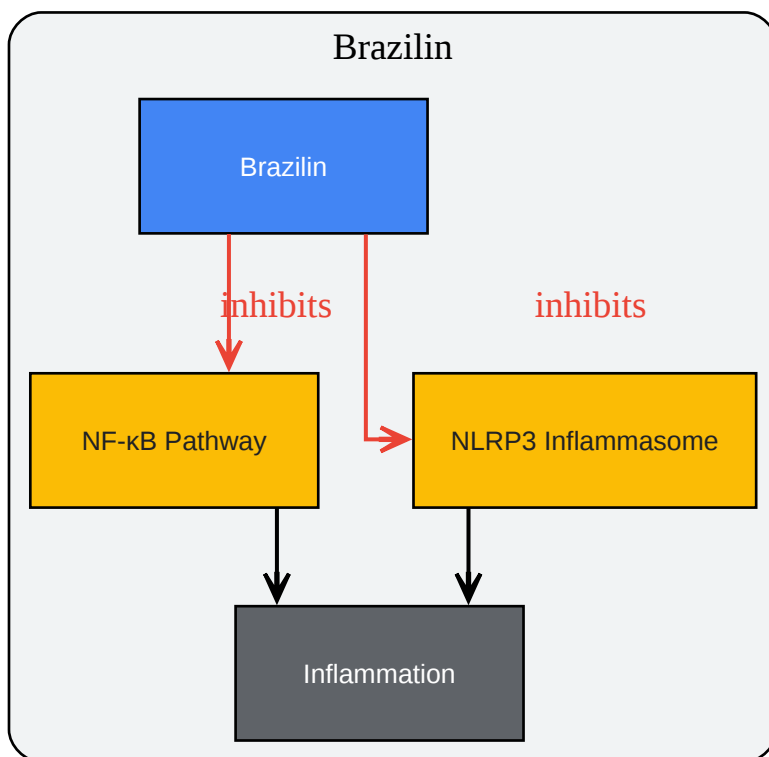 Brazilin
Brazilin
inhibits
inhibits
NF-κB Pathway
NLRP3 Inflammasome
Inflammation